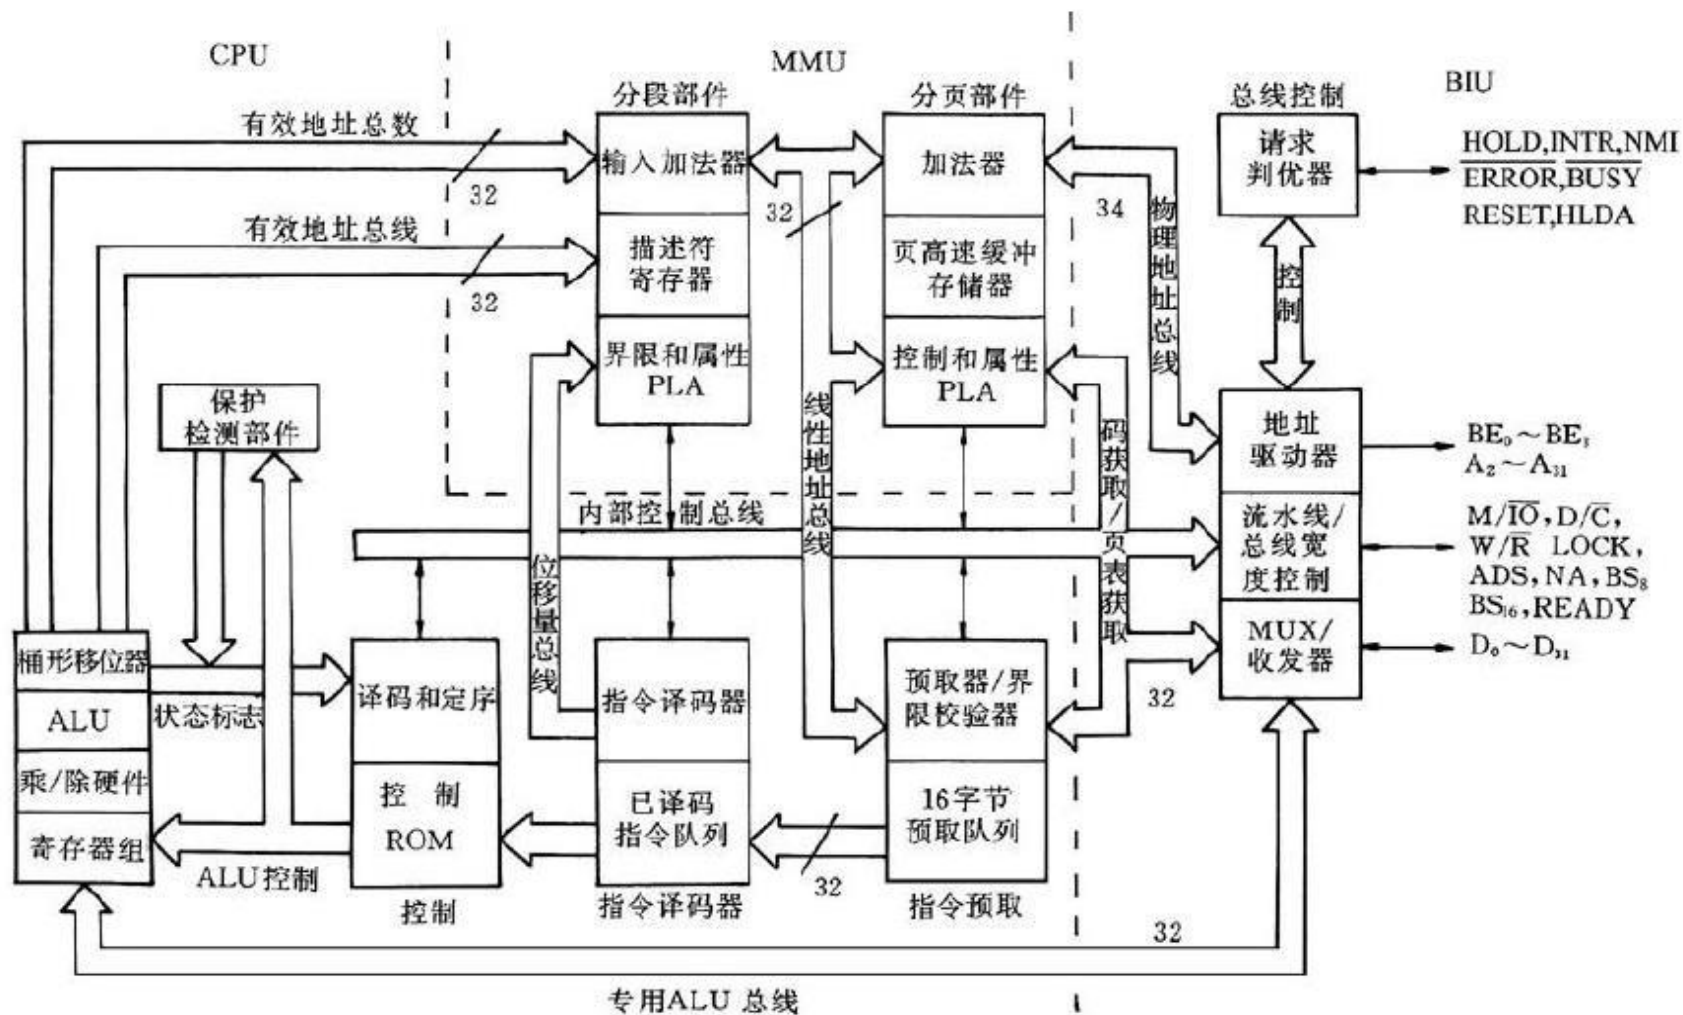 CPU
MMU
BIU
分段部件
分页部件
总线控制
有效地址总数
32
输入加法器
32
加法器
34
请求
判优器
HOLD,INTR,NMI
ERROR,BUSY
RESET,HLDA
有效地址总线
32
描述符
寄存器
页高速缓冲
存储器
物理地址总线
控制
界限和属性
PLA
控制和属性
PLA
保护
检测部件
线性地址总线
码获取/页表获取
地址
驱动器
BE₀～BE₃
A₂～A₃₁
内部控制总线
位移量总线
流水线/
总线宽
度控制
M/I̅O̅,D/C̅,
W/R̅ LOCK,
ADS,NA,BS₈
BS₁₆,READY
桶形移位器
ALU
乘/除硬件
寄存器组
状态标志
译码和定序
控制
ROM
指令译码器
已译码
指令队列
预取器/界
限校验器
16字节
预取队列
32
MUX/
收发器
D₀～D₃₁
ALU控制
控制
指令译码器
32
指令预取
32
专用ALU 总线